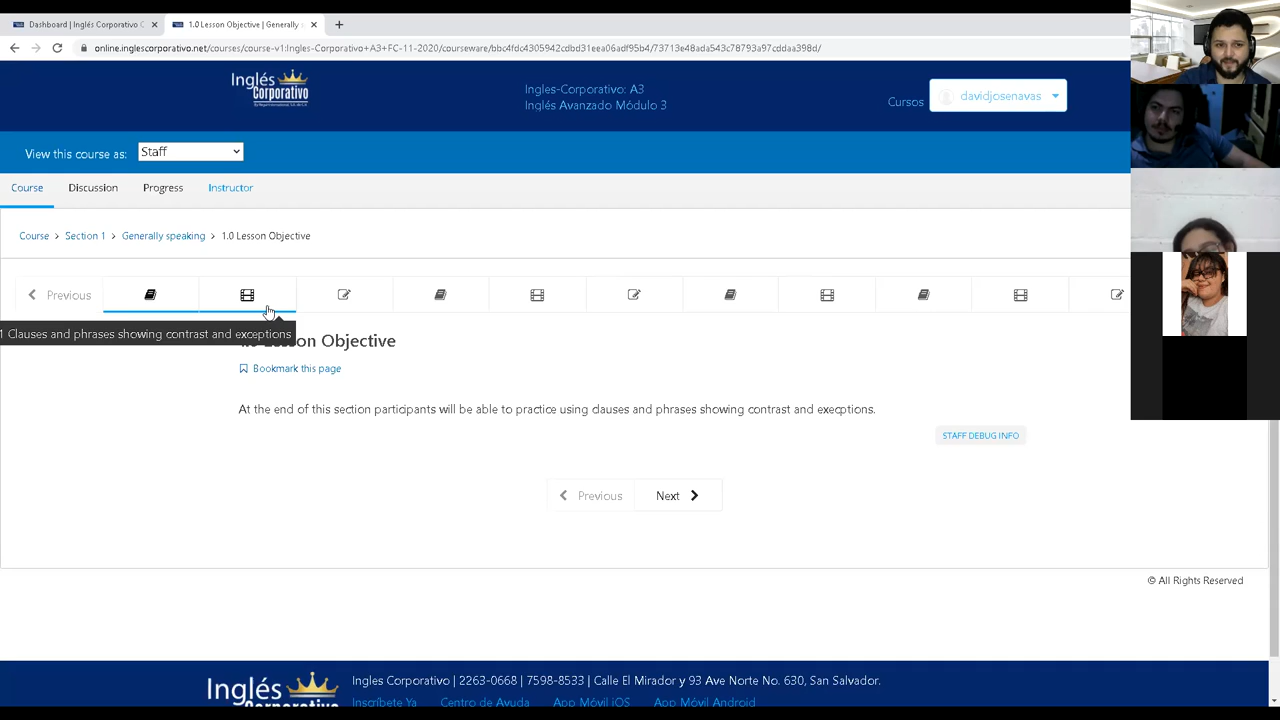 Dashboard | Inglés Corporativo C
1.0 Lesson Objective | Generally s
online.inglescorporativo.net/courses/course-v1:Ingles-Corporativo+A3+FC-11-2020/courseware/bbc4fdc4305942cdbd31eea06adf95b4/73713e48ada543c78793a97cddaa398d/
Inglés
Corporativo
Ingles-Corporativo: A3
Inglés Avanzado Módulo 3
Cursos
davidjosenavas
View this course as:
Staff
Course
Discussion
Progress
Instructor
Course > Section 1 > Generally speaking > 1.0 Lesson Objective
Previous
1 Clauses and phrases showing contrast and exceptions
Lesson Objective
Bookmark this page
At the end of this section participants will be able to practice using clauses and phrases showing contrast and execptions.
STAFF DEBUG INFO
Previous
Next
© All Rights Reserved
Inglés
Corporativo
Ingles Corporativo | 2263-0668 | 7598-8533 | Calle El Mirador y 93 Ave Norte No. 630, San Salvador.
Inscríbete Ya
Centro de Ayuda
App Móvil iOS
App Móvil Android